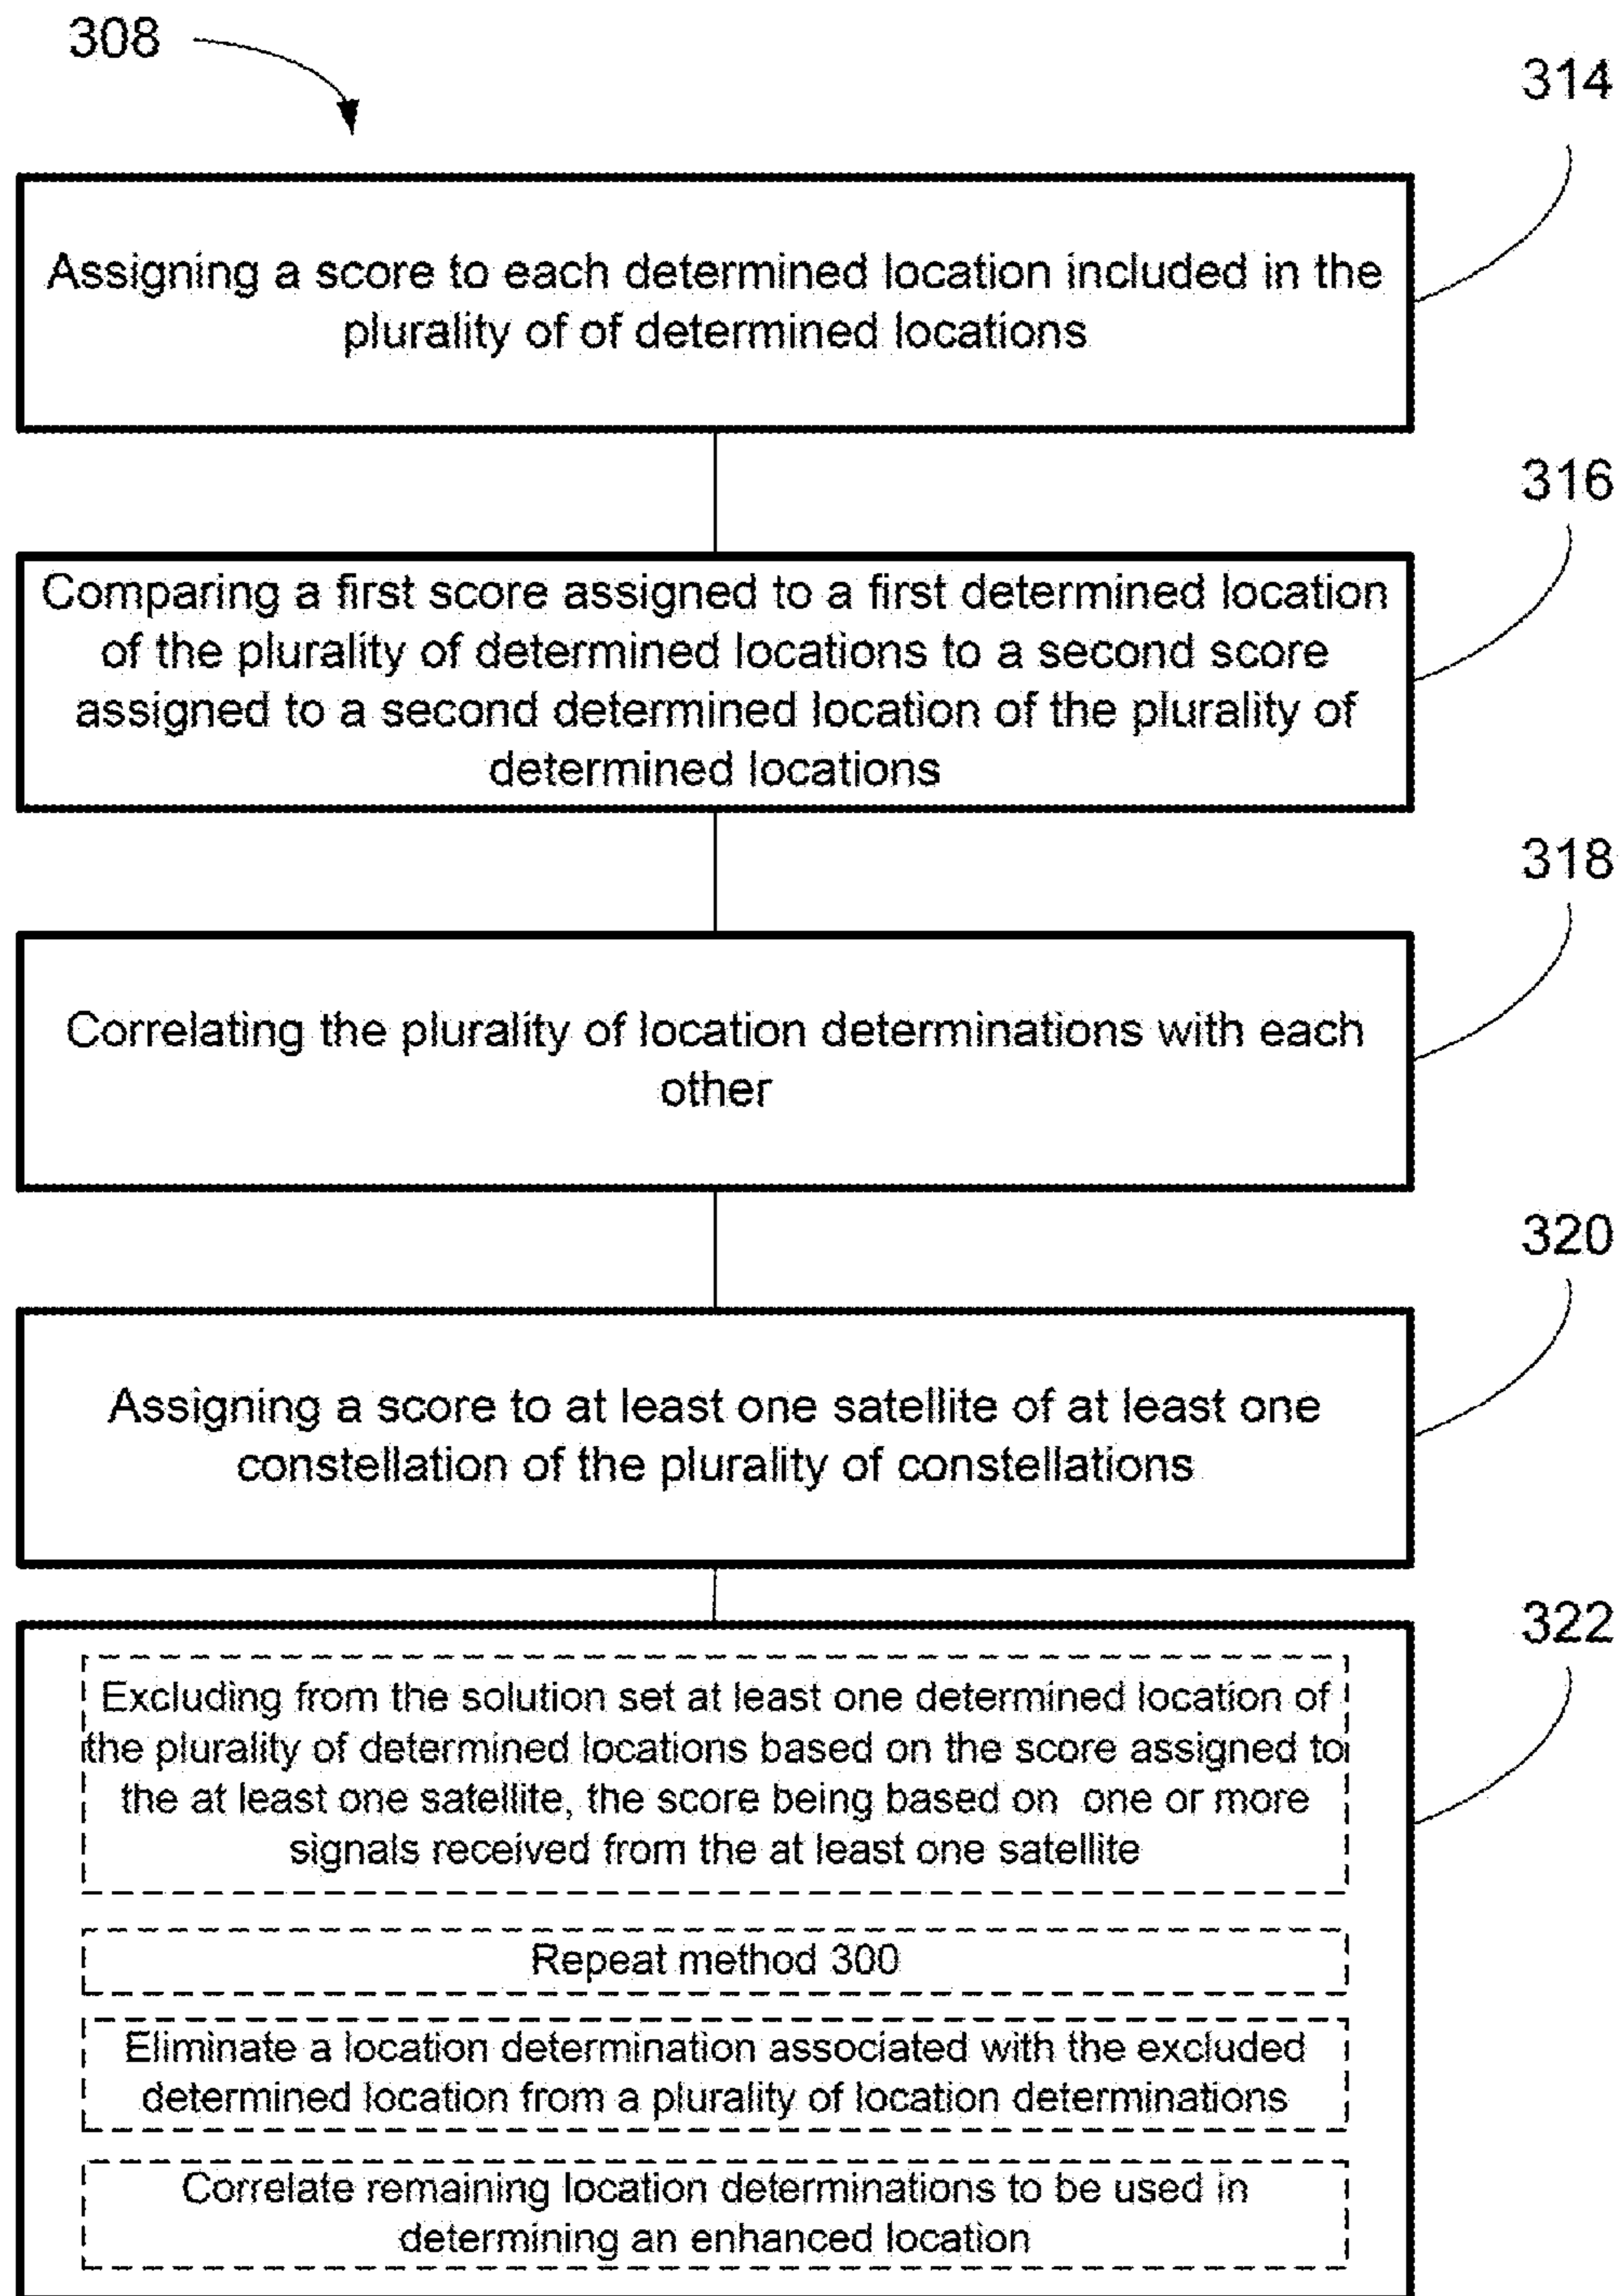 308
314
Assigning a score to each determined location included in the
plurality of of determined locations
316
Comparing a first score assigned to a first determined location
of the plurality of determined locations to a second score
assigned to a second determined location of the plurality of
determined locations
318
Correlating the plurality of location determinations with each
other
320
Assigning a score to at least one satellite of at least one
constellation of the plurality of constellations
322
Excluding from the solution set at least one determined location of
the plurality of determined locations based on the score assigned to
the at least one satellite, the score being based on one or more
signals received from the at least one satellite
Repeat method 300
Eliminate a location determination associated with the excluded
determined location from a plurality of location determinations
Correlate remaining location determinations to be used in
determining an enhanced location